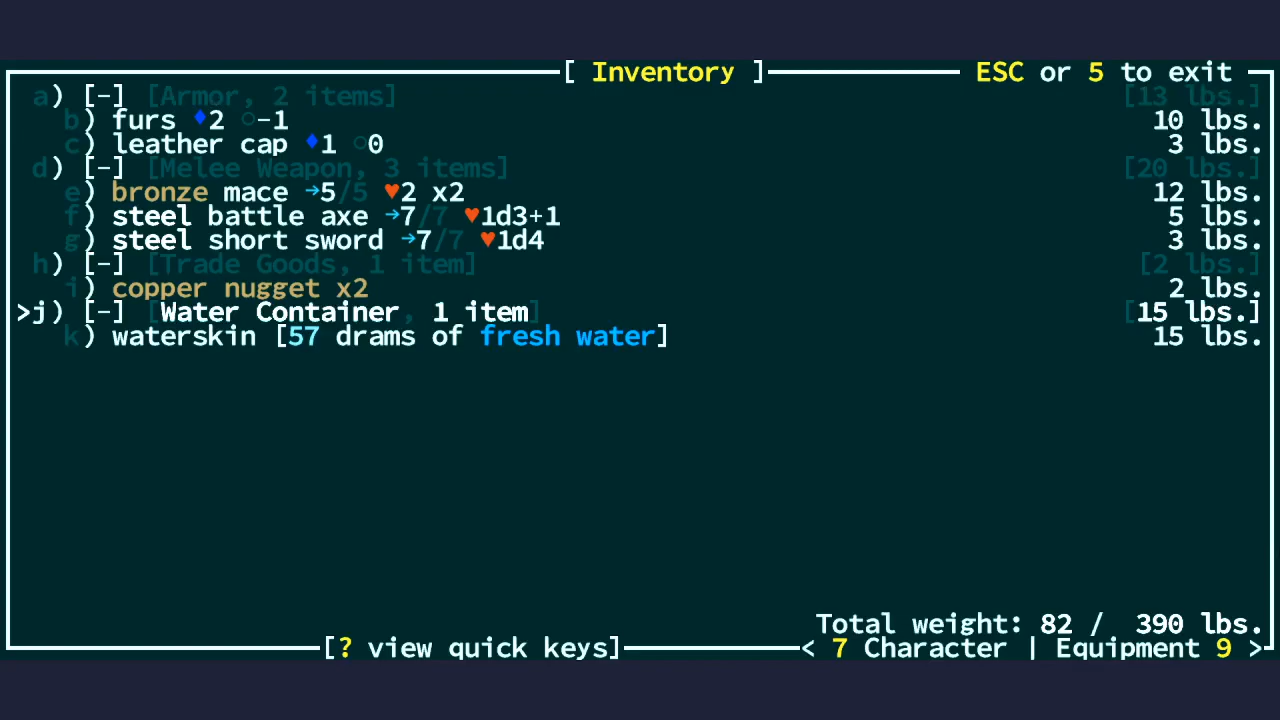 [ Inventory ] ESC or 5 to exit
a) [-] [Armor, 2 items] [13 lbs.]
b) furs ♦2 ○-1 10 lbs.
c) leather cap ♦1 ○0 3 lbs.
d) [-] [Melee Weapon, 3 items] [20 lbs.]
e) bronze mace →5/5 ♥2 x2 12 lbs.
f) steel battle axe →7/7 ♥1d3+1 5 lbs.
g) steel short sword →7/7 ♥1d4 3 lbs.
h) [-] [Trade Goods, 1 item] [2 lbs.]
i) copper nugget x2 2 lbs.
>j) [-] [Water Container, 1 item] [15 lbs.]
k) waterskin [57 drams of fresh water] 15 lbs.
Total weight: 82 / 390 lbs.
[? view quick keys] < 7 Character | Equipment 9 >